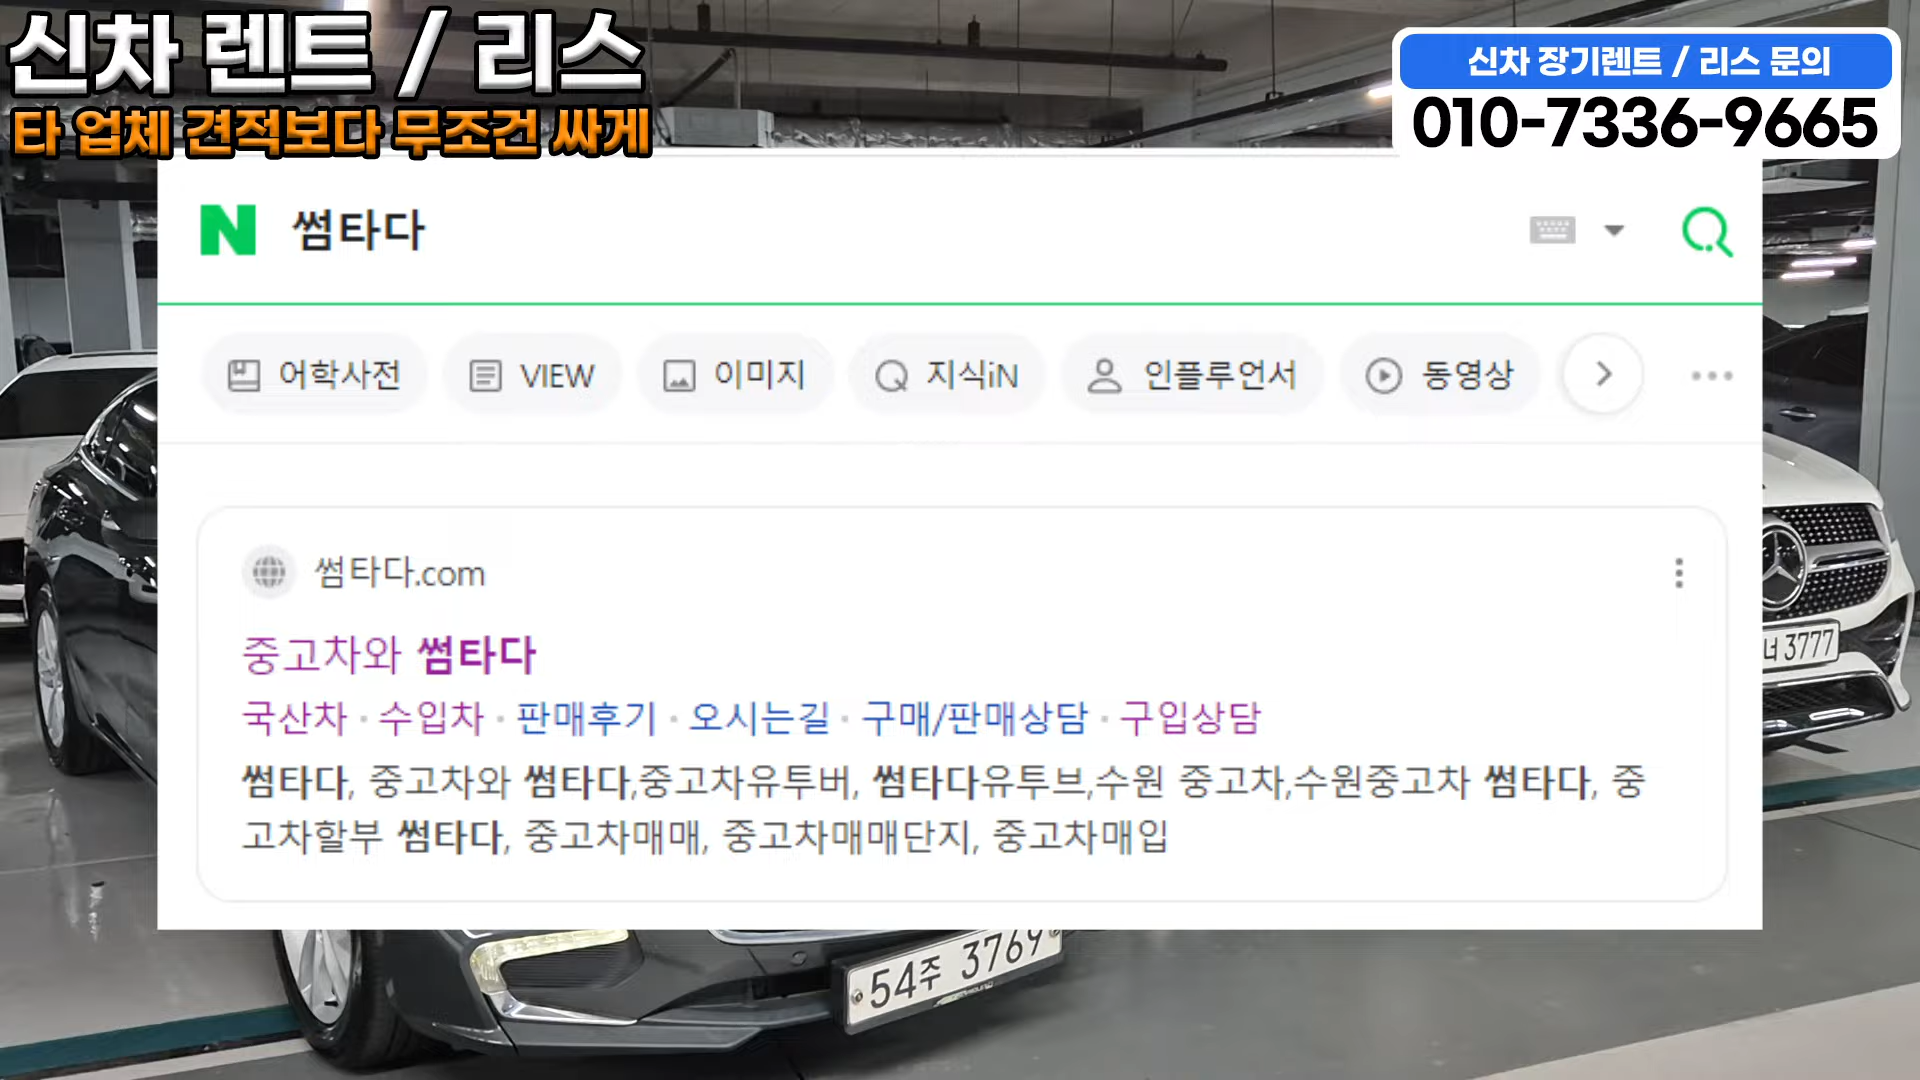 신차 렌트 / 리스
타 업체 견적보다 무조건 싸게
신차 장기렌트 / 리스 문의
010-7336-9665
N 썸타다
어학사전 VIEW 이미지 지식iN 인플루언서 동영상
썸타다.com
중고차와 썸타다
국산차 · 수입차 · 판매후기 · 오시는길 · 구매/판매상담 · 구입상담
썸타다, 중고차와 썸타다,중고차유투버, 썸타다유투브,수원 중고차,수원중고차 썸타다, 중
고차할부 썸타다, 중고차매매, 중고차매매단지, 중고차매입
너 3777
54주 3769